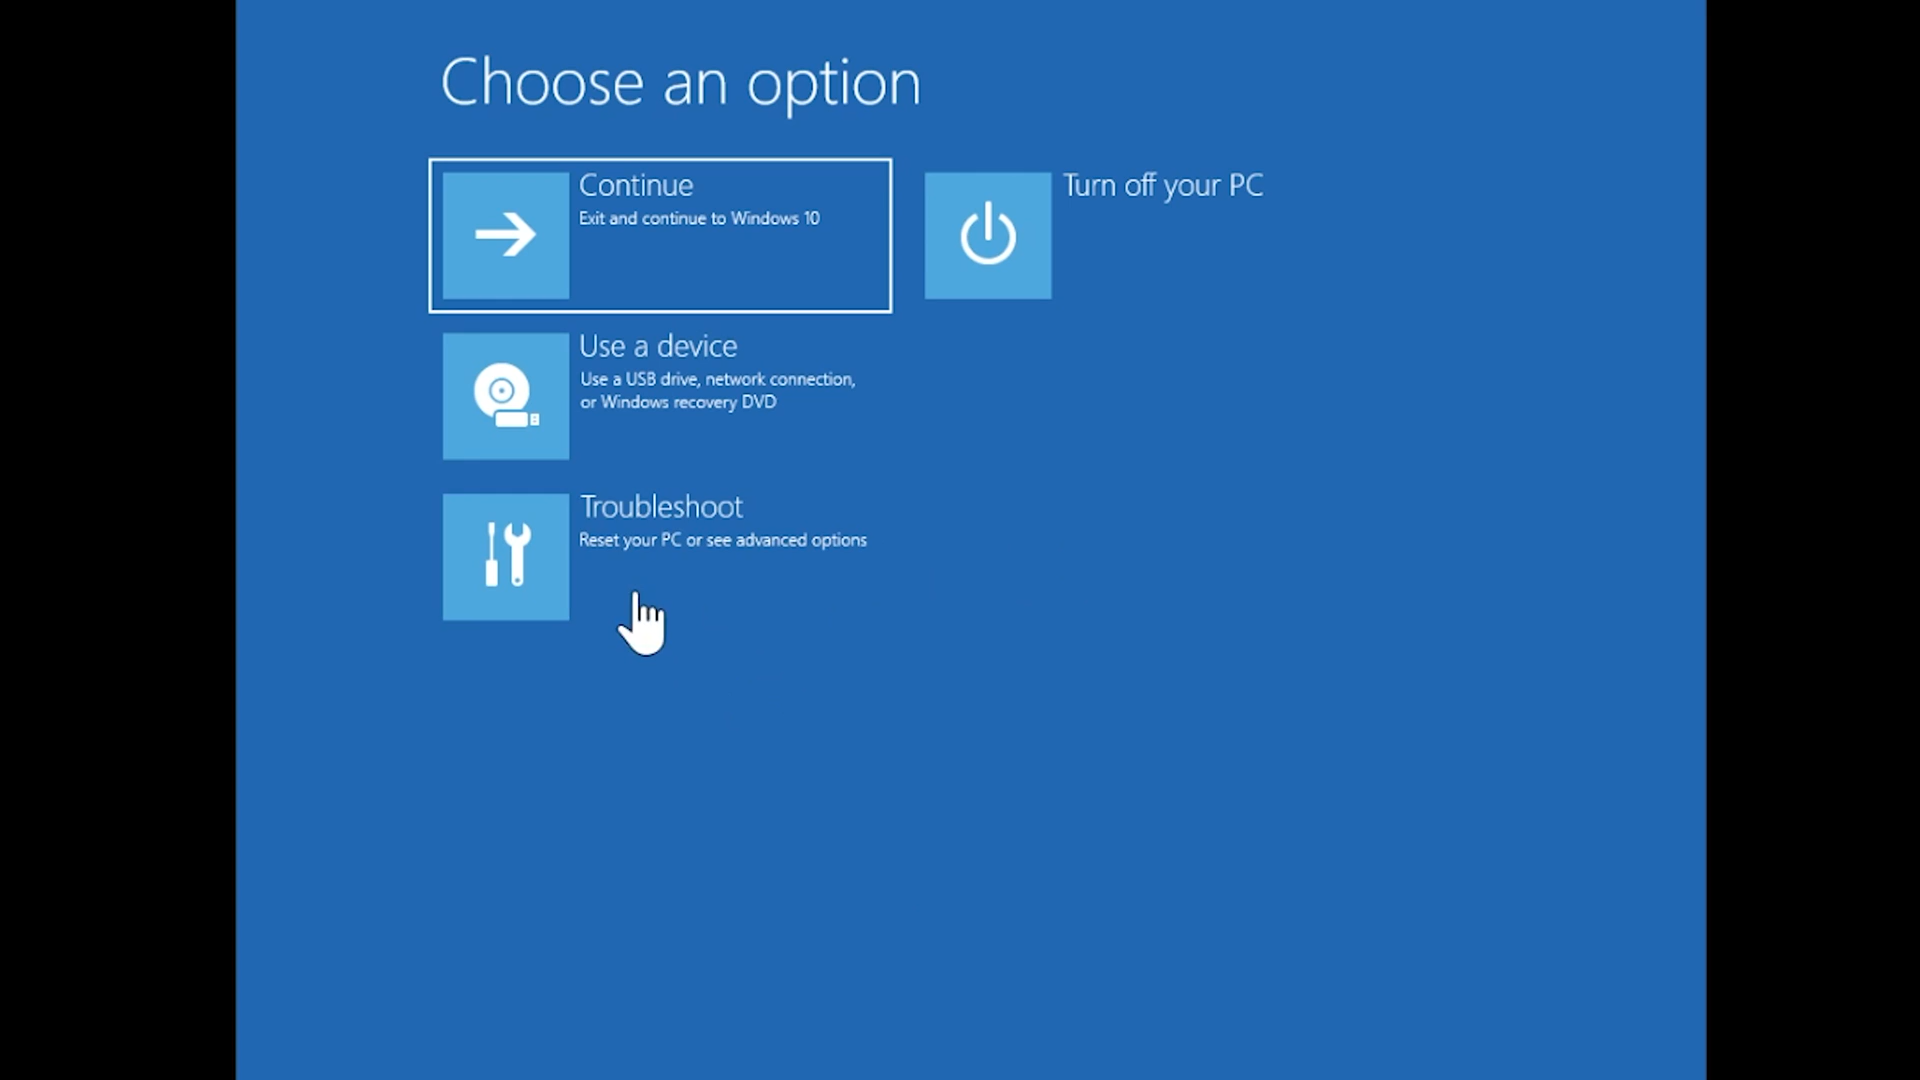 Choose an option
Continue
Exit and continue to Windows 10
Turn off your PC
Use a device
Use a USB drive, network connection,
or Windows recovery DVD
Troubleshoot
Reset your PC or see advanced options